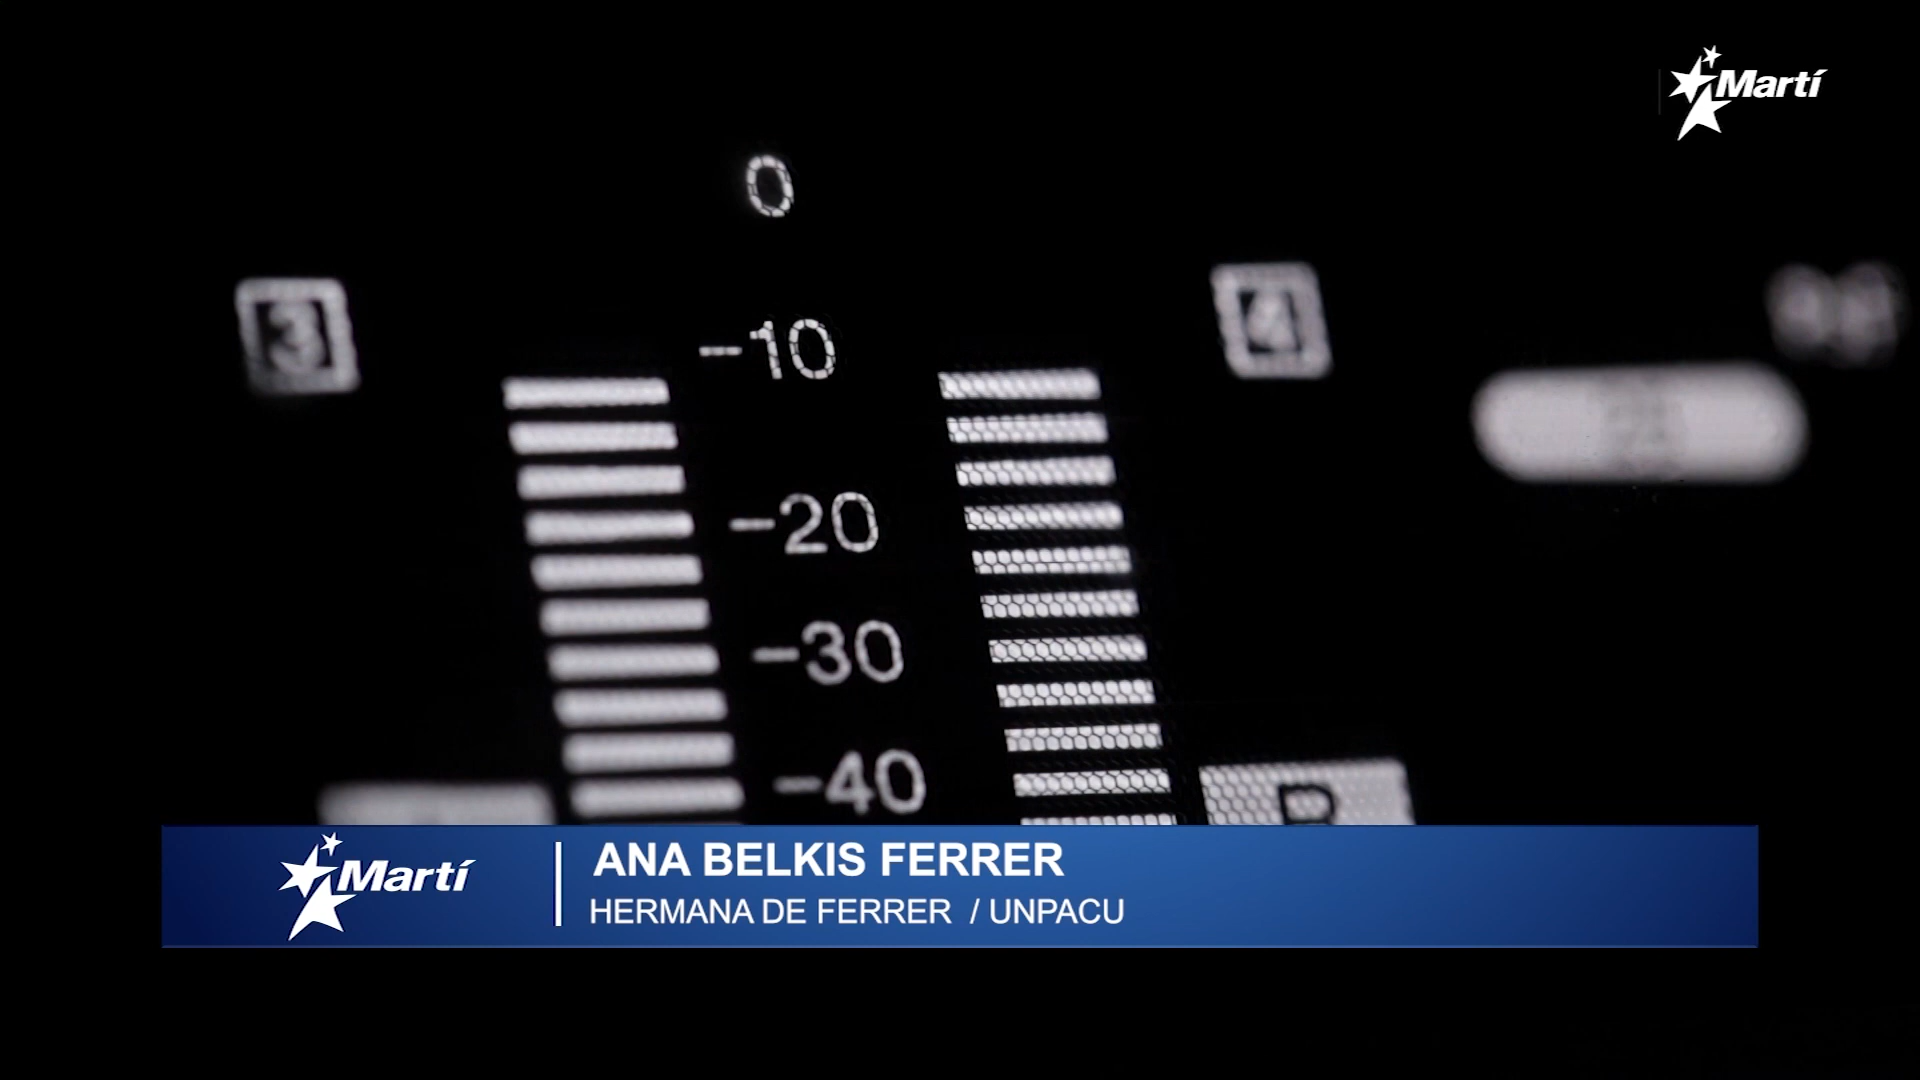 Martí
0
3
4
-10
-20
-30
-40
R
Martí
ANA BELKIS FERRER
HERMANA DE FERRER / UNPACU